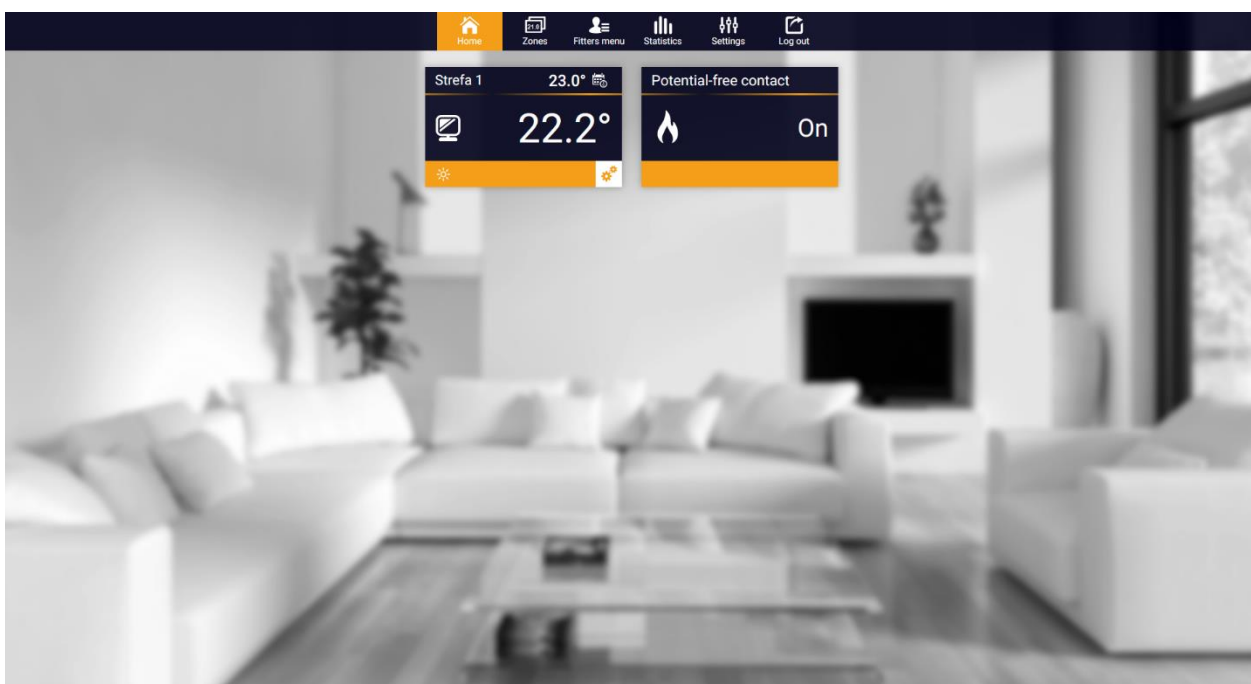 Home Zones Fitters menu Statistics Settings Log out
Strefa 1 23.0°
22.2°
Potential-free contact
On